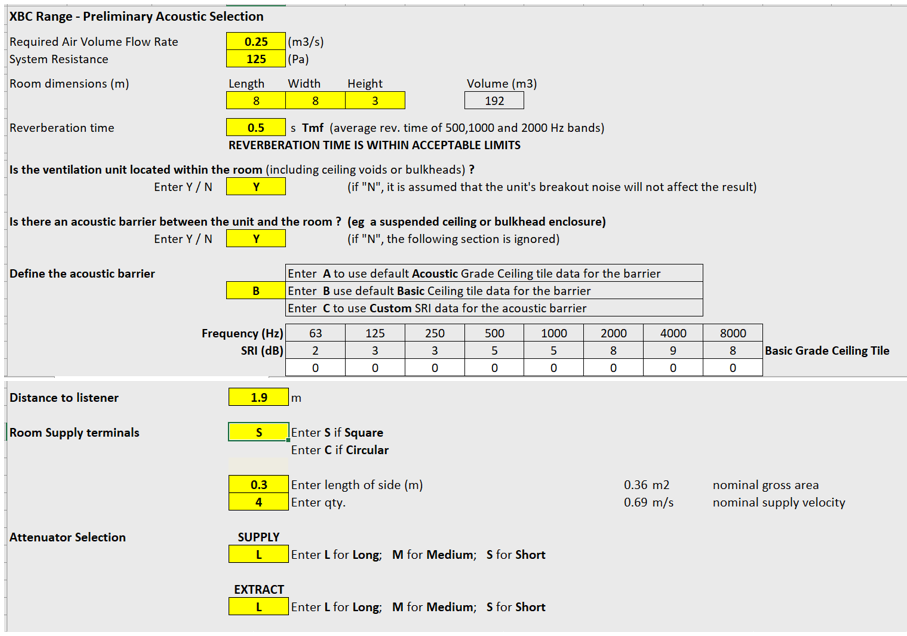 XBC Range - Preliminary Acoustic Selection
Required Air Volume Flow Rate 0.25 (m3/s)
System Resistance 125 (Pa)
Room dimensions (m) Length Width Height Volume (m3)
8 8 3 192
Reverberation time 0.5 s Tmf (average rev. time of 500,1000 and 2000 Hz bands)
REVERBERATION TIME IS WITHIN ACCEPTABLE LIMITS
Is the ventilation unit located within the room (including ceiling voids or bulkheads) ?
Enter Y / N Y (if "N", it is assumed that the unit's breakout noise will not affect the result)
Is there an acoustic barrier between the unit and the room ? (eg a suspended ceiling or bulkhead enclosure)
Enter Y / N Y (if "N", the following section is ignored)
Define the acoustic barrier Enter A to use default Acoustic Grade Ceiling tile data for the barrier
B Enter B use default Basic Ceiling tile data for the barrier
Enter C to use Custom SRI data for the acoustic barrier
Frequency (Hz) 63 125 250 500 1000 2000 4000 8000
SRI (dB) 2 3 3 5 5 8 9 8 Basic Grade Ceiling Tile
0 0 0 0 0 0 0 0
Distance to listener 1.9 m
Room Supply terminals S Enter S if Square
Enter C if Circular
0.3 Enter length of side (m) 0.36 m2 nominal gross area
4 Enter qty. 0.69 m/s nominal supply velocity
Attenuator Selection SUPPLY
L Enter L for Long; M for Medium; S for Short
EXTRACT
L Enter L for Long; M for Medium; S for Short